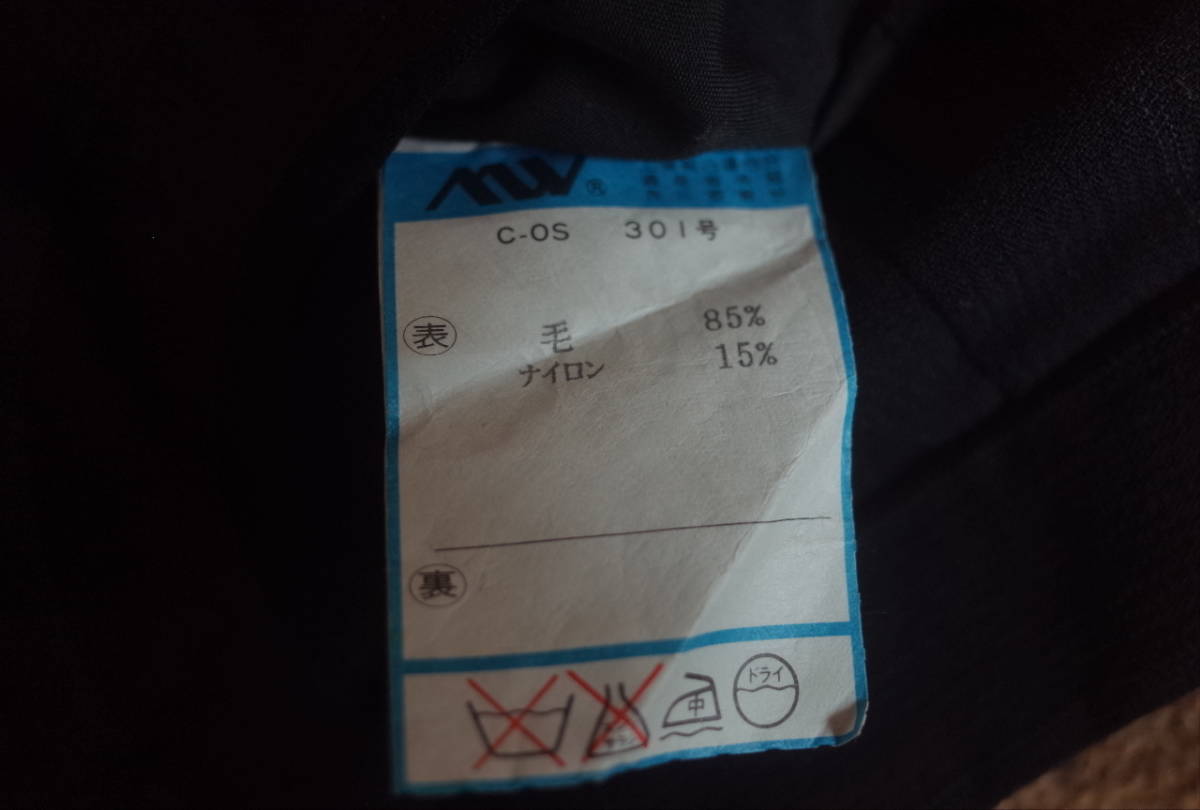 ®
C-OS 301号
表 毛 85%
ナイロン 15%
裏
中 ドライ